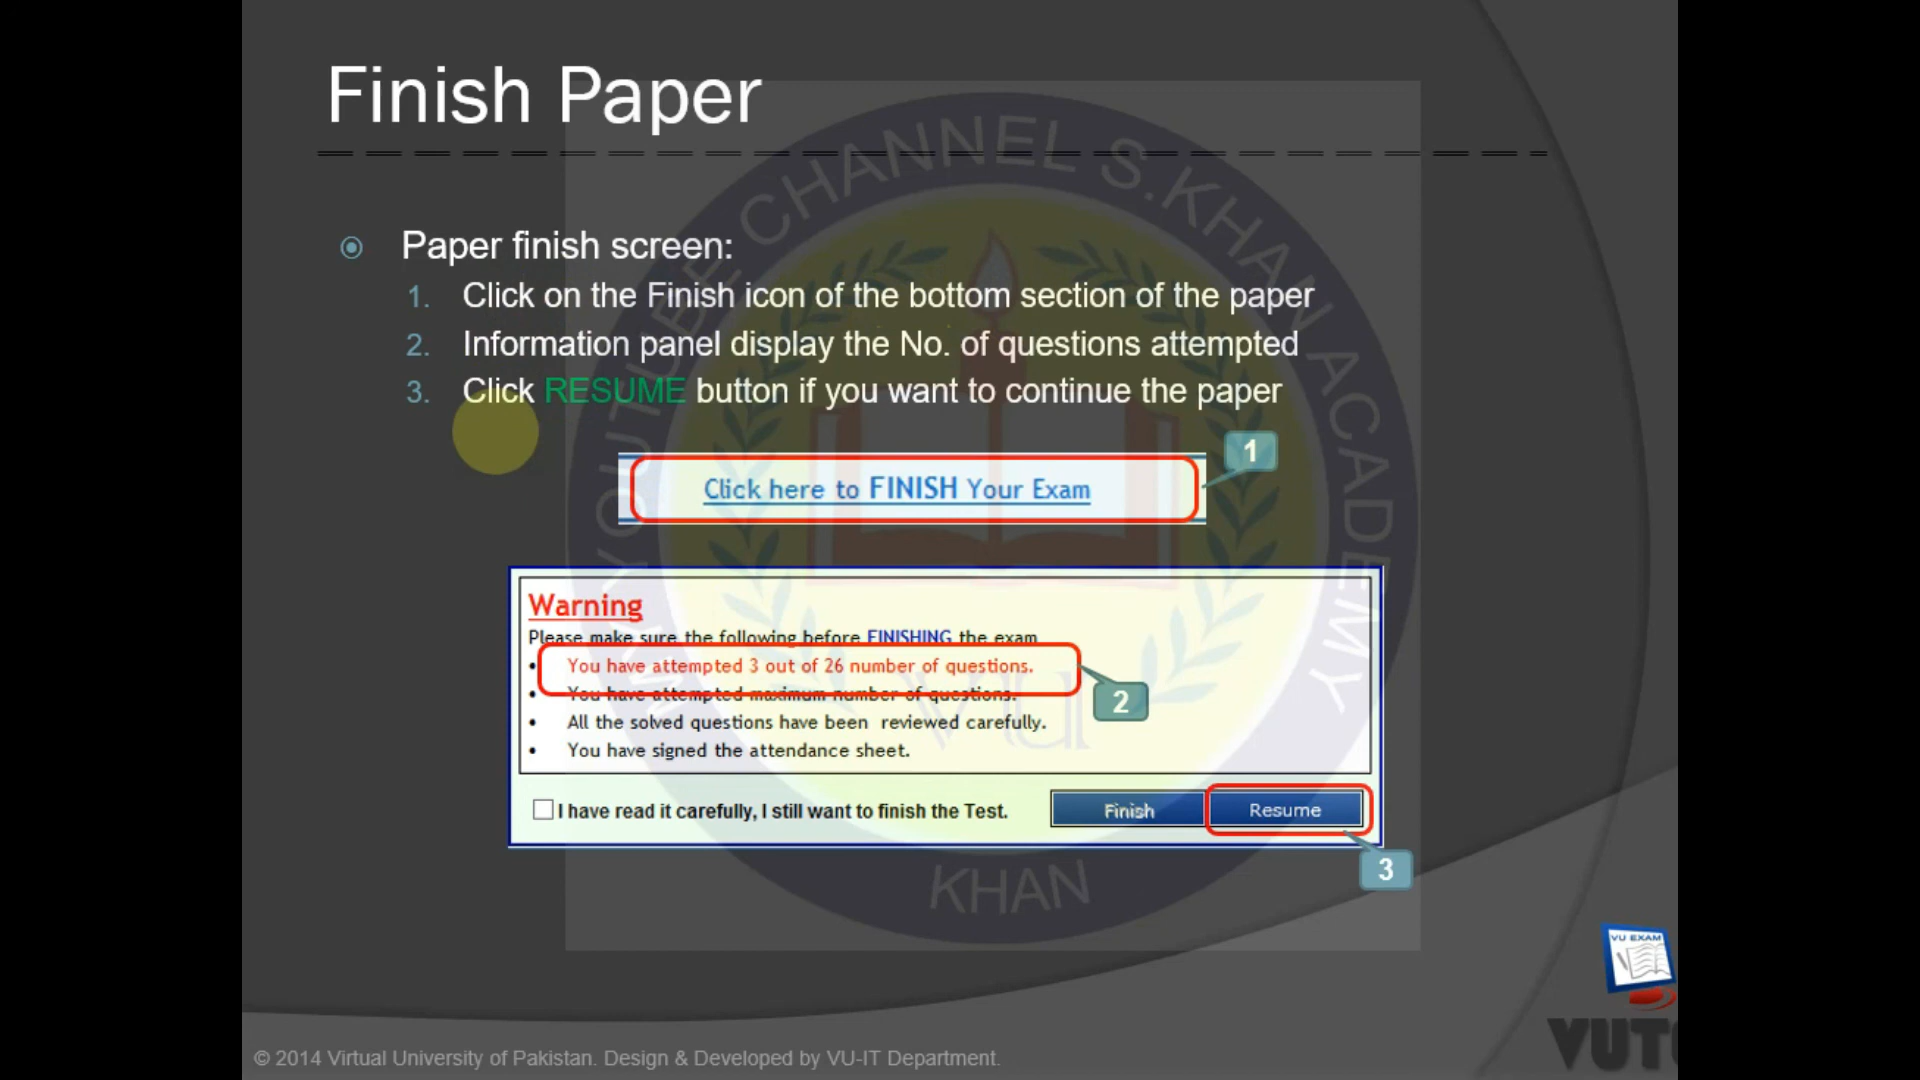 Finish Paper
Paper finish screen:
1. Click on the Finish icon of the bottom section of the paper
2. Information panel display the No. of questions attempted
3. Click RESUME button if you want to continue the paper
1
Click here to FINISH Your Exam
Warning
Please make sure the following before FINISHING the exam
• You have attempted 3 out of 26 number of questions.
2
• You have attempted maximum number of questions.
• All the solved questions have been reviewed carefully.
• You have signed the attendance sheet.
I have read it carefully, I still want to finish the Test.
Finish
Resume
3
MY YOUTUBE CHANNEL S.KHAN ACADEMY
VU
KHAN
VU EXAM
© 2014 Virtual University of Pakistan. Design & Developed by VU-IT Department.